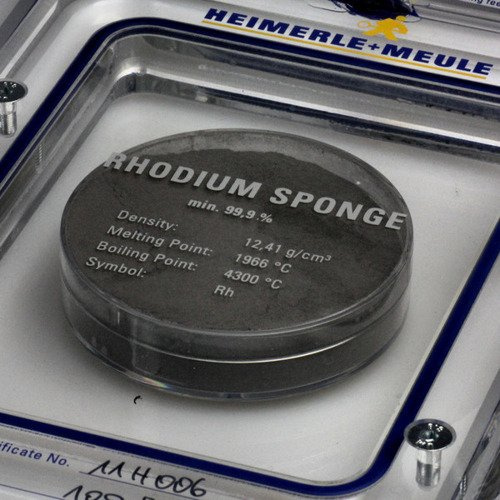 HEIMERLE+MEULE
RHODIUM SPONGE
min. 99,9.%
Density: 12,41 g/cm³
Melting Point: 1966 °C
Boiling Point: 4300 °C
Symbol: Rh
ificate No. 11H006